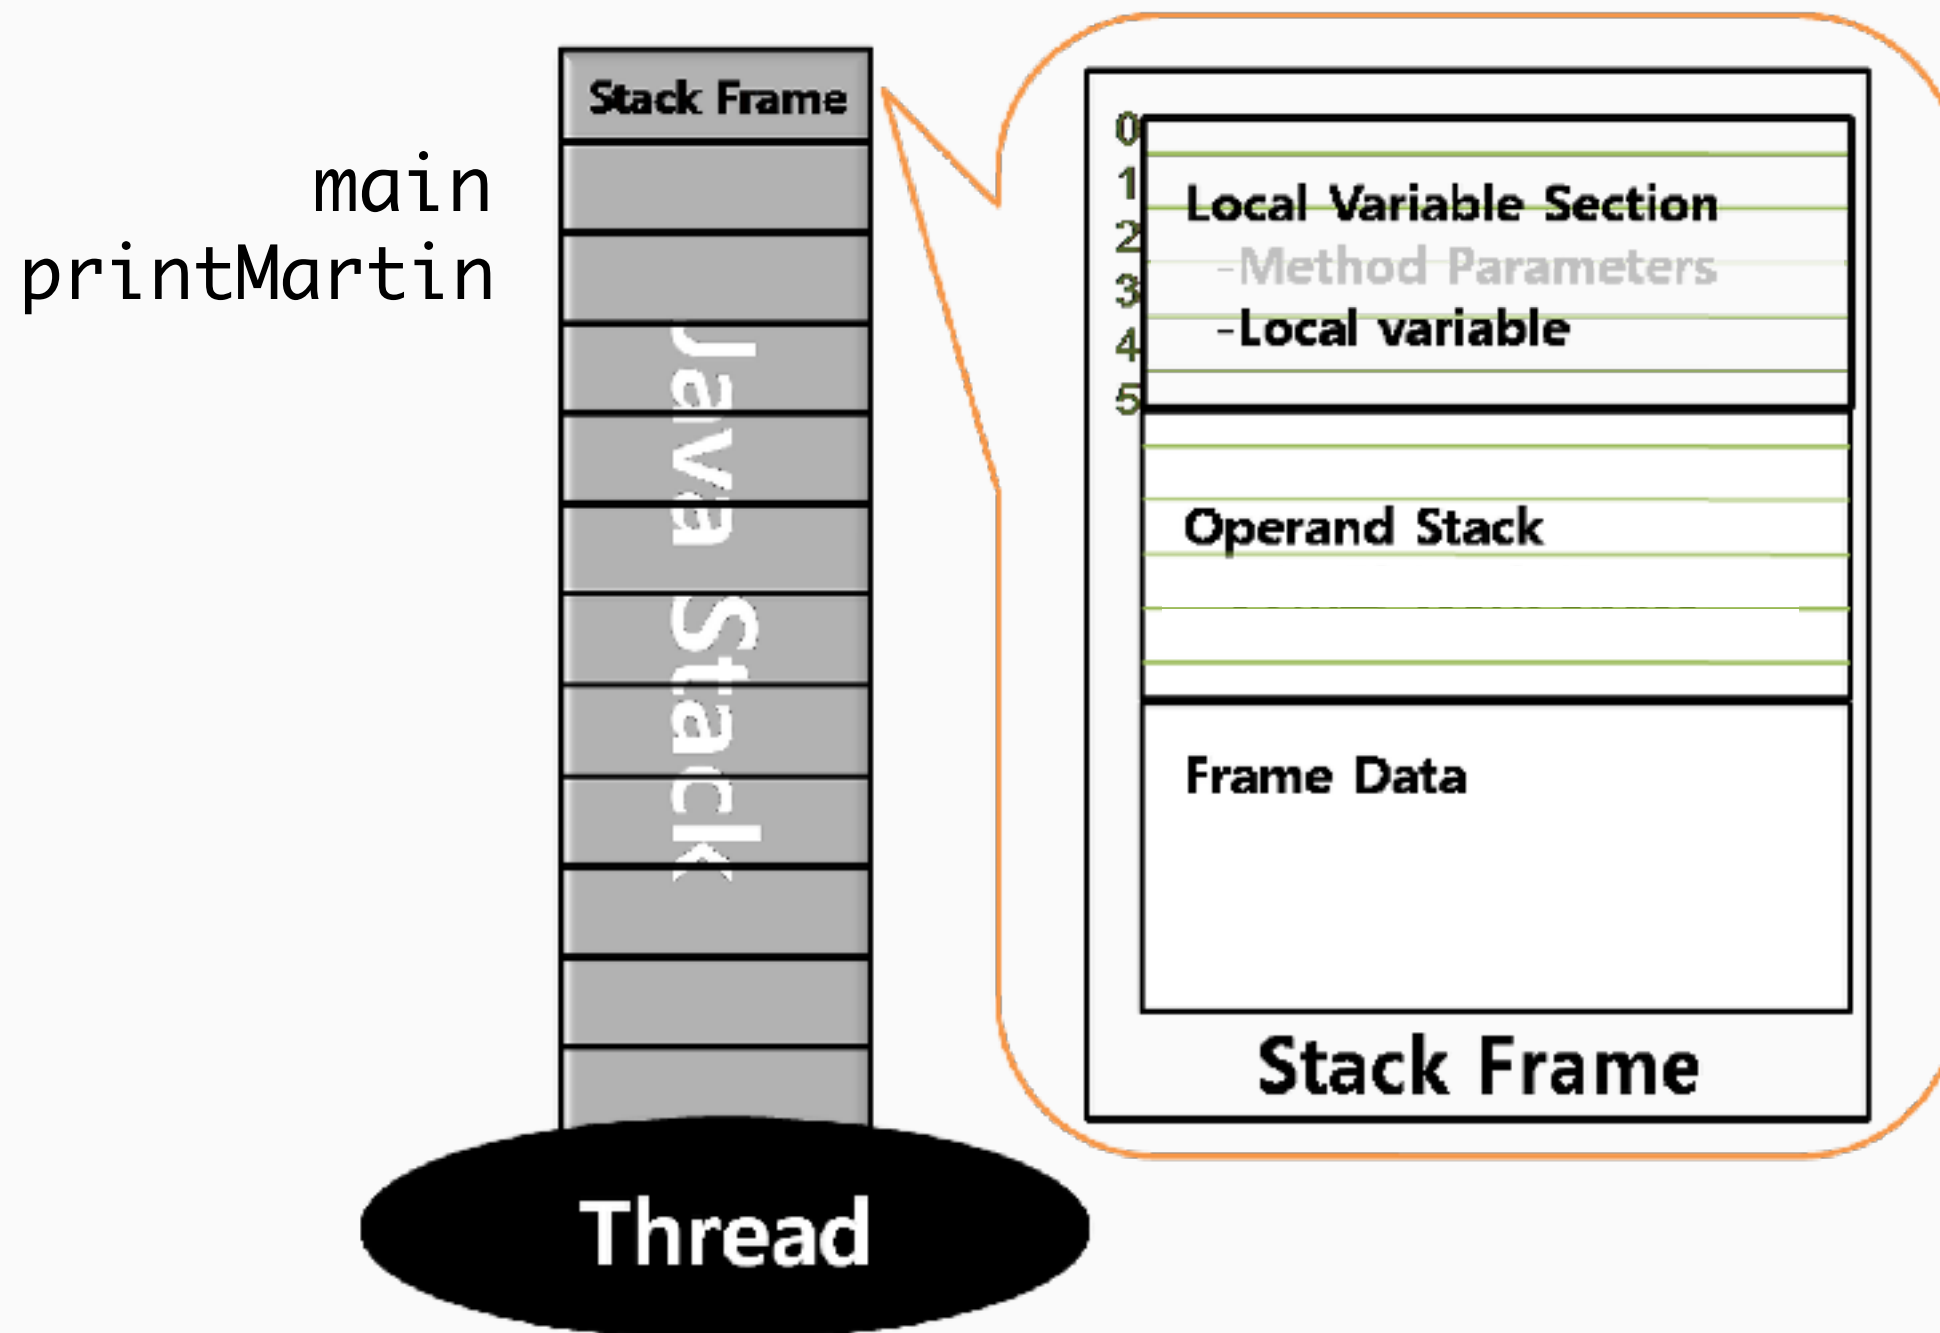 main
printMartin
Stack Frame
Java Stack
Thread
0
1
2
3
4
5
Local Variable Section
-Method Parameters
-Local variable
Operand Stack
Frame Data
Stack Frame